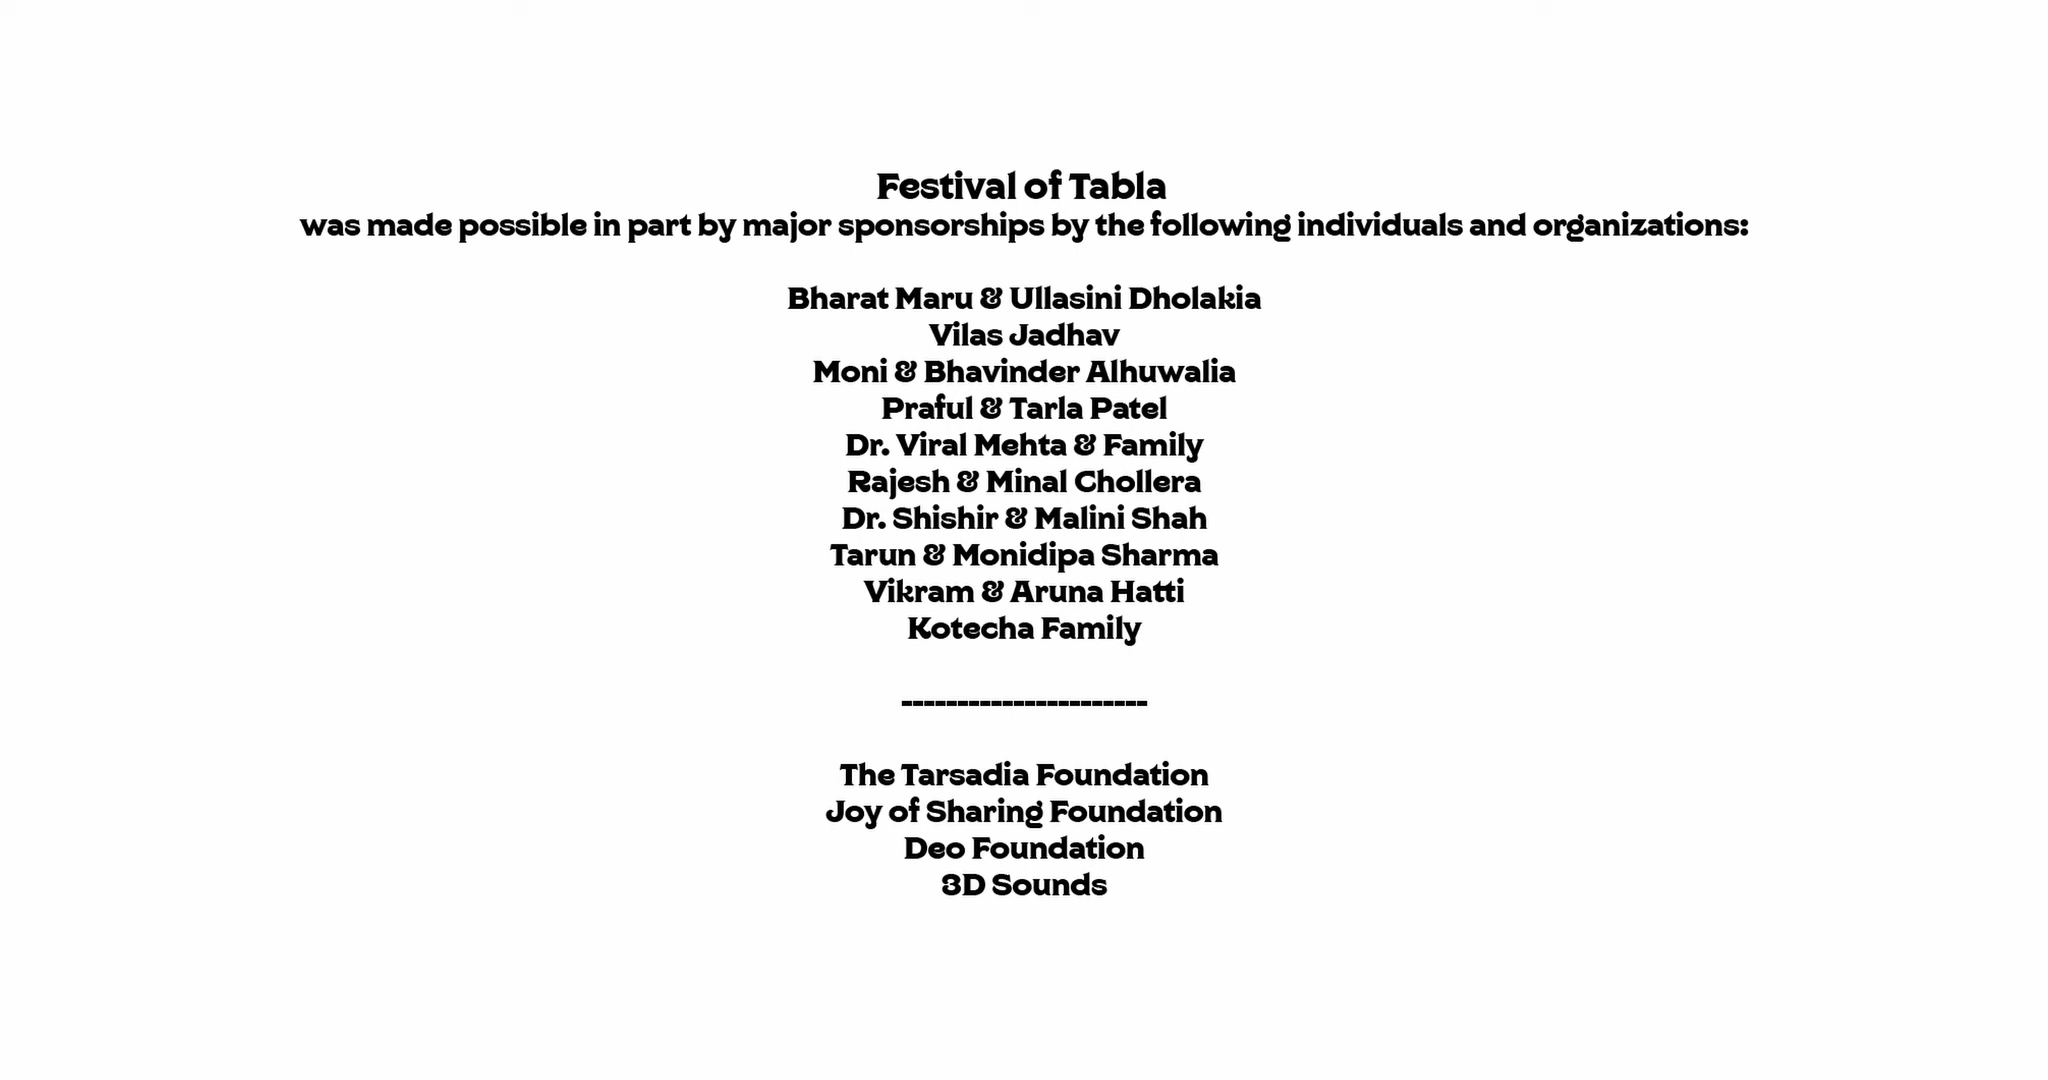 Festival of Tabla
was made possible in part by major sponsorships by the following individuals and organizations:
Bharat Maru & Ullasini Dholakia
Vilas Jadhav
Moni & Bhavinder Alhuwalia
Praful & Tarla Patel
Dr. Viral Mehta & Family
Rajesh & Minal Chollera
Dr. Shishir & Malini Shah
Tarun & Monidipa Sharma
Vikram & Aruna Hatti
Kotecha Family
----------------------
The Tarsadia Foundation
Joy of Sharing Foundation
Deo Foundation
3D Sounds